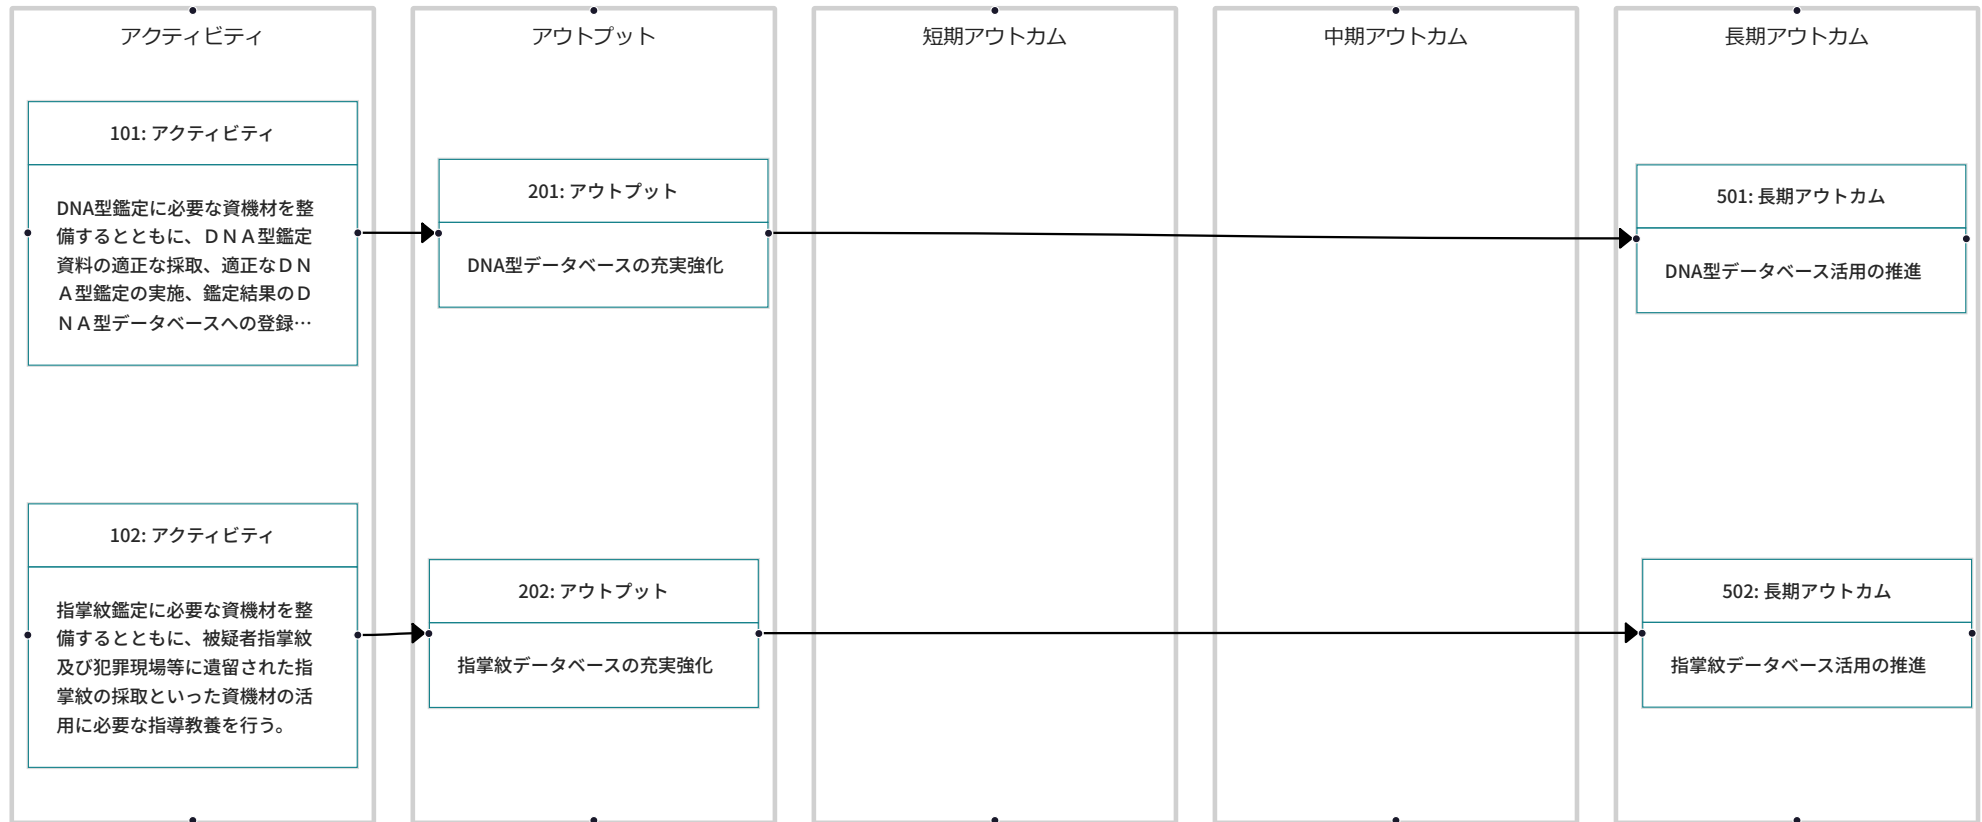 アクティビティ
アウトプット
短期アウトカム
中期アウトカム
長期アウトカム
101: アクティビティ
DNA型鑑定に必要な資機材を整
備するとともに、ＤＮＡ型鑑定
資料の適正な採取、適正なＤＮ
Ａ型鑑定の実施、鑑定結果のＤ
ＮＡ型データベースへの登録…
201: アウトプット
DNA型データベースの充実強化
501: 長期アウトカム
DNA型データベース活用の推進
102: アクティビティ
指掌紋鑑定に必要な資機材を整
備するとともに、被疑者指掌紋
及び犯罪現場等に遺留された指
掌紋の採取といった資機材の活
用に必要な指導教養を行う。
202: アウトプット
指掌紋データベースの充実強化
502: 長期アウトカム
指掌紋データベース活用の推進